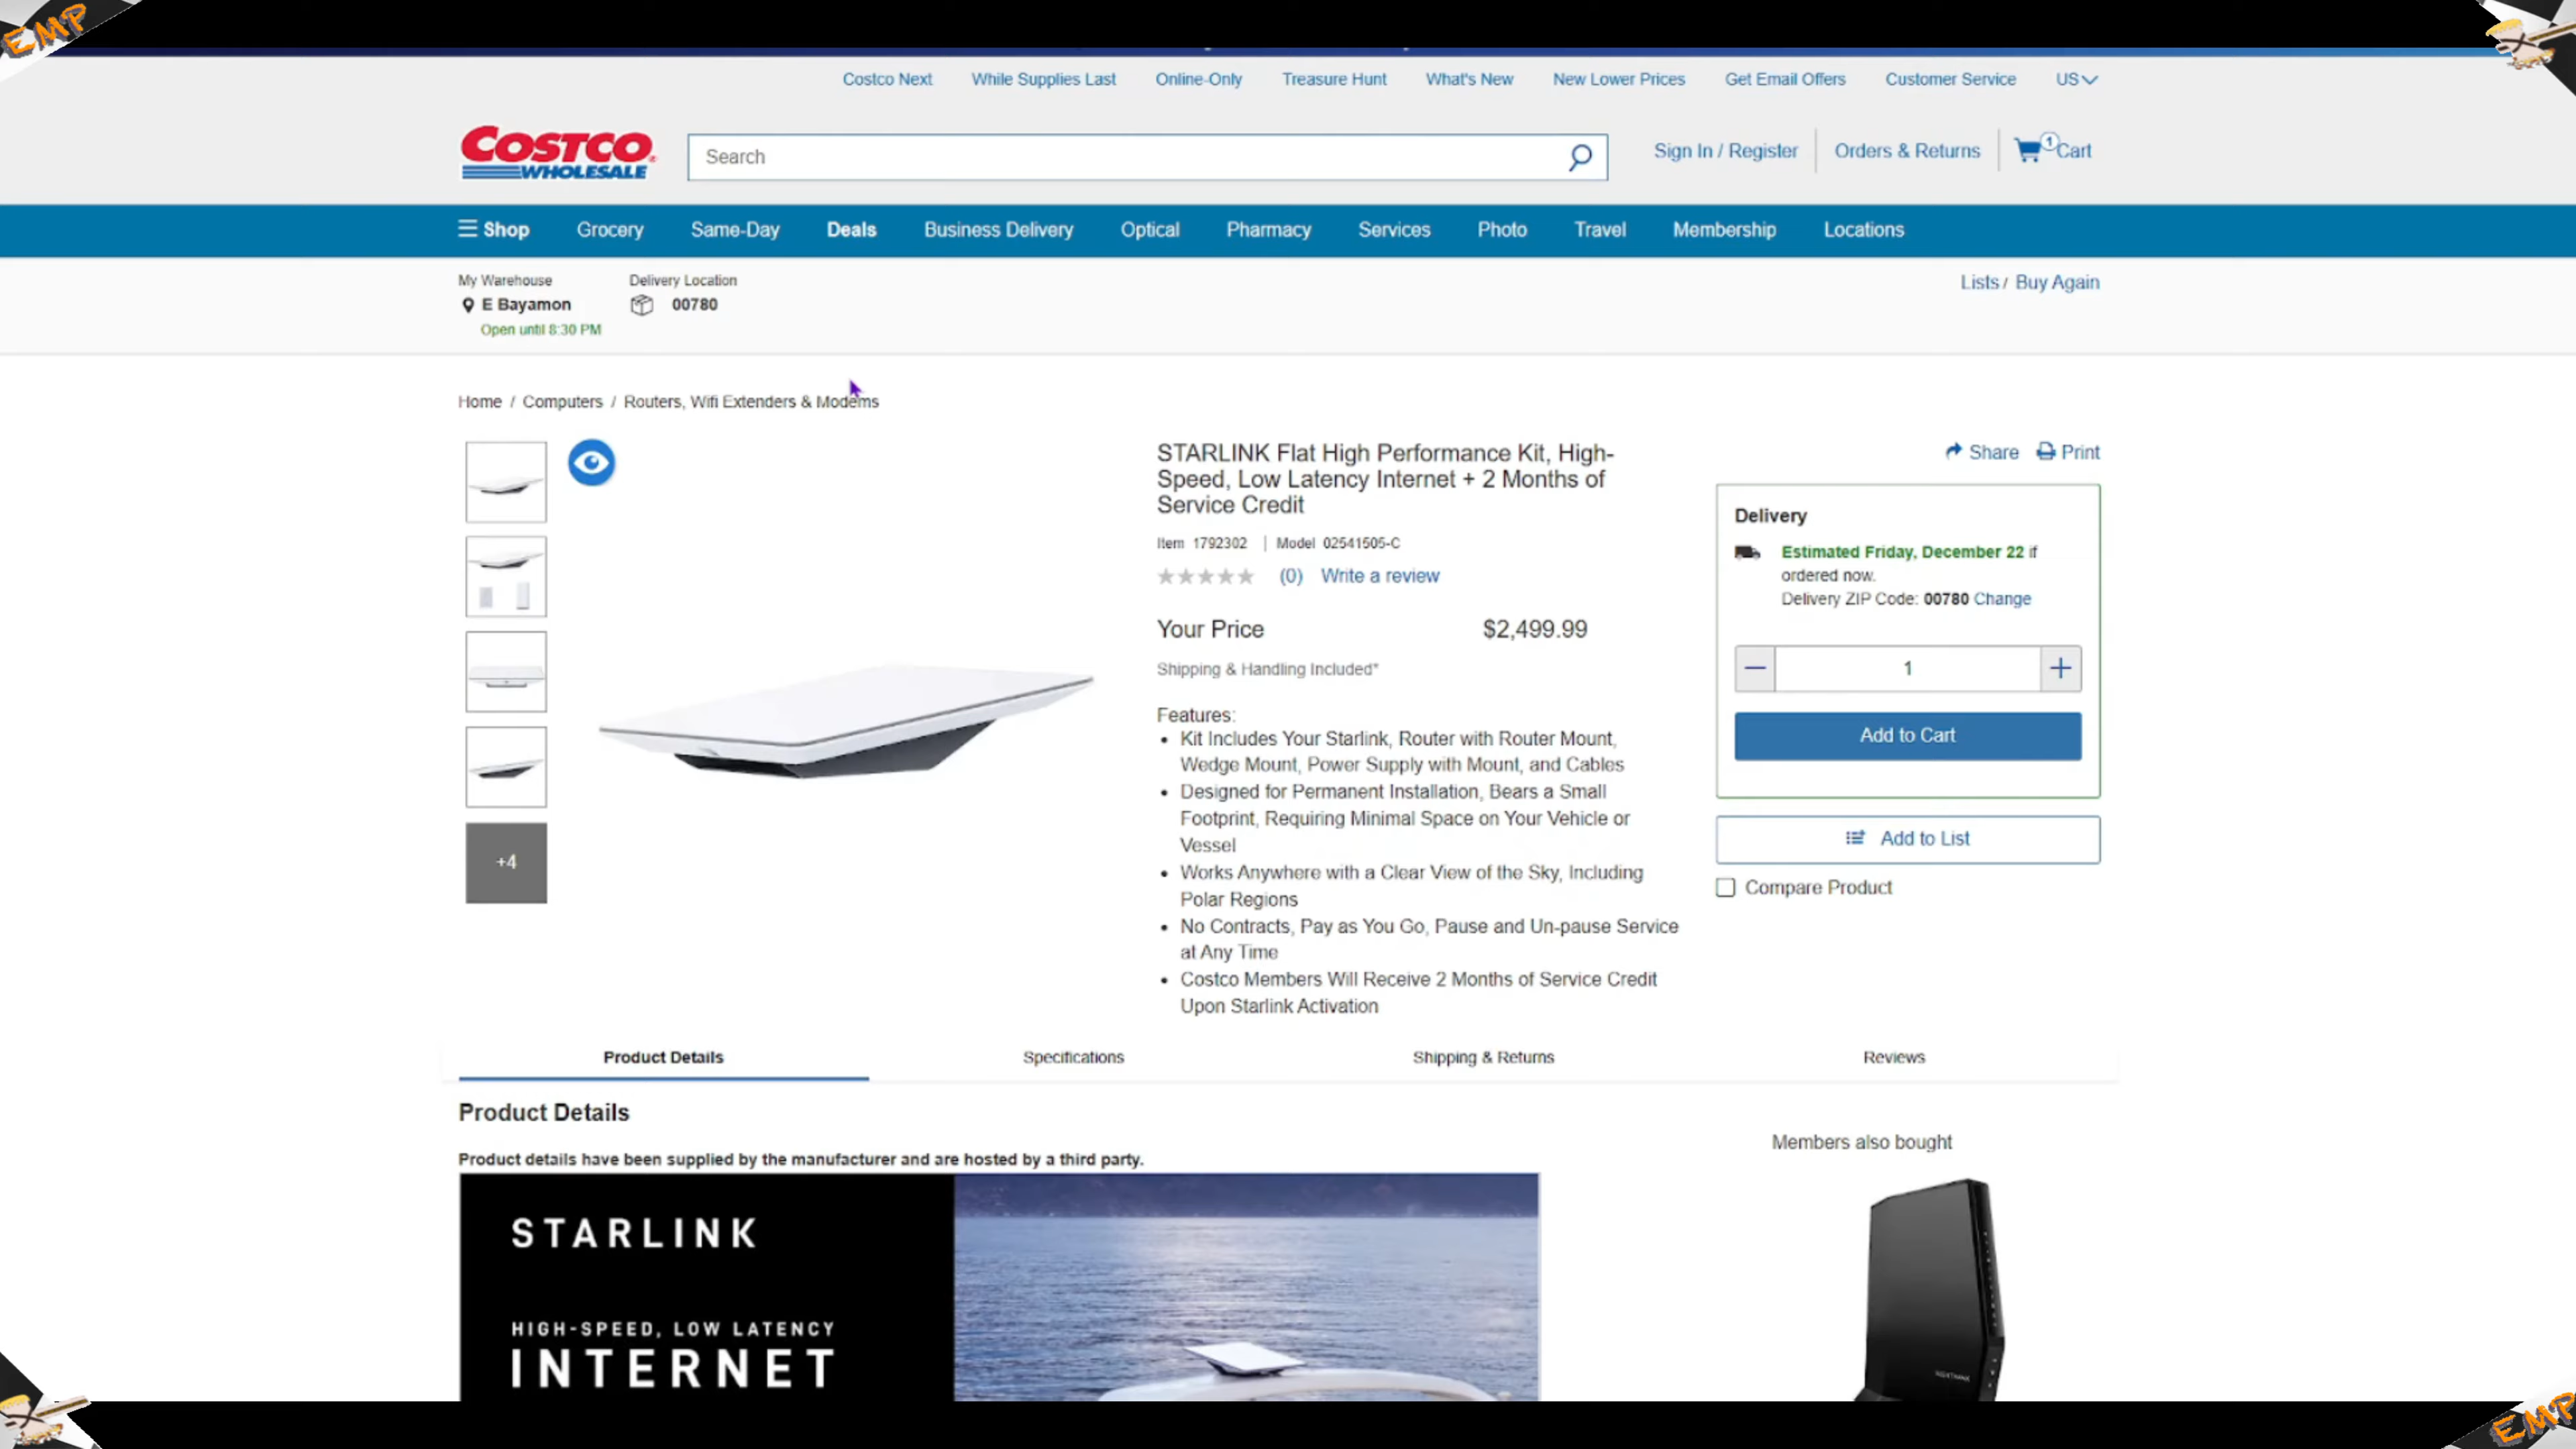 EMP
Costco Next While Supplies Last Online-Only Treasure Hunt What's New New Lower Prices Get Email Offers Customer Service US
COSTCO
WHOLESALE
Search
Sign In / Register Orders & Returns 1 Cart
Shop Grocery Same-Day Deals Business Delivery Optical Pharmacy Services Photo Travel Membership Locations
My Warehouse
E Bayamon
Open until 8:30 PM
Delivery Location
00780
Lists / Buy Again
Home / Computers / Routers, Wifi Extenders & Modems
+4
STARLINK Flat High Performance Kit, High-
Speed, Low Latency Internet + 2 Months of
Service Credit
Item 1792302 | Model 02541505-C
(0) Write a review
Your Price $2,499.99
Shipping & Handling Included*
Features:
• Kit Includes Your Starlink, Router with Router Mount,
Wedge Mount, Power Supply with Mount, and Cables
• Designed for Permanent Installation, Bears a Small
Footprint, Requiring Minimal Space on Your Vehicle or
Vessel
• Works Anywhere with a Clear View of the Sky, Including
Polar Regions
• No Contracts, Pay as You Go, Pause and Un-pause Service
at Any Time
• Costco Members Will Receive 2 Months of Service Credit
Upon Starlink Activation
Share Print
Delivery
Estimated Friday, December 22 if
ordered now.
Delivery ZIP Code: 00780 Change
1
Add to Cart
Add to List
Compare Product
Product Details Specifications Shipping & Returns Reviews
Product Details
Product details have been supplied by the manufacturer and are hosted by a third party.
STARLINK
HIGH-SPEED, LOW LATENCY
INTERNET
Members also bought
NIGHTHAWK
EMP